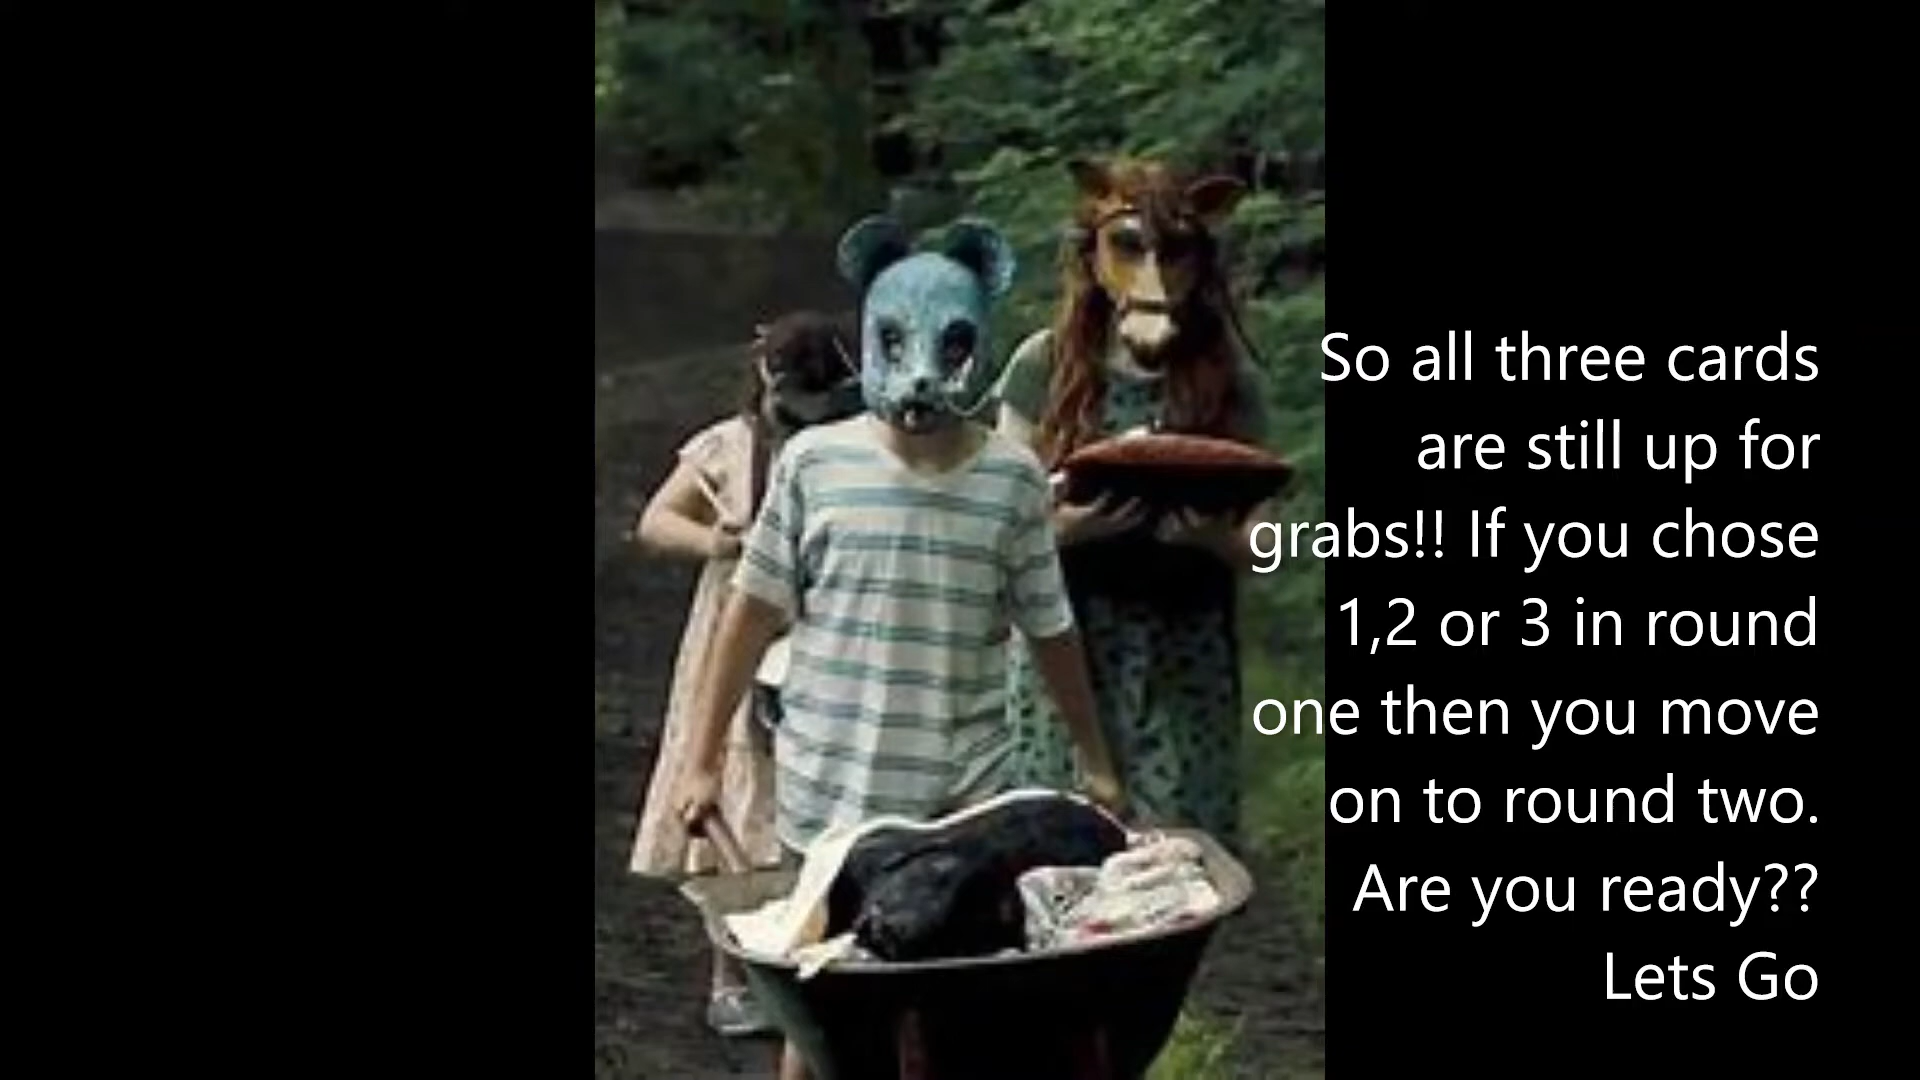 So all three cards
are still up for
grabs!! If you chose
1,2 or 3 in round
one then you move
on to round two.
Are you ready??
Lets Go